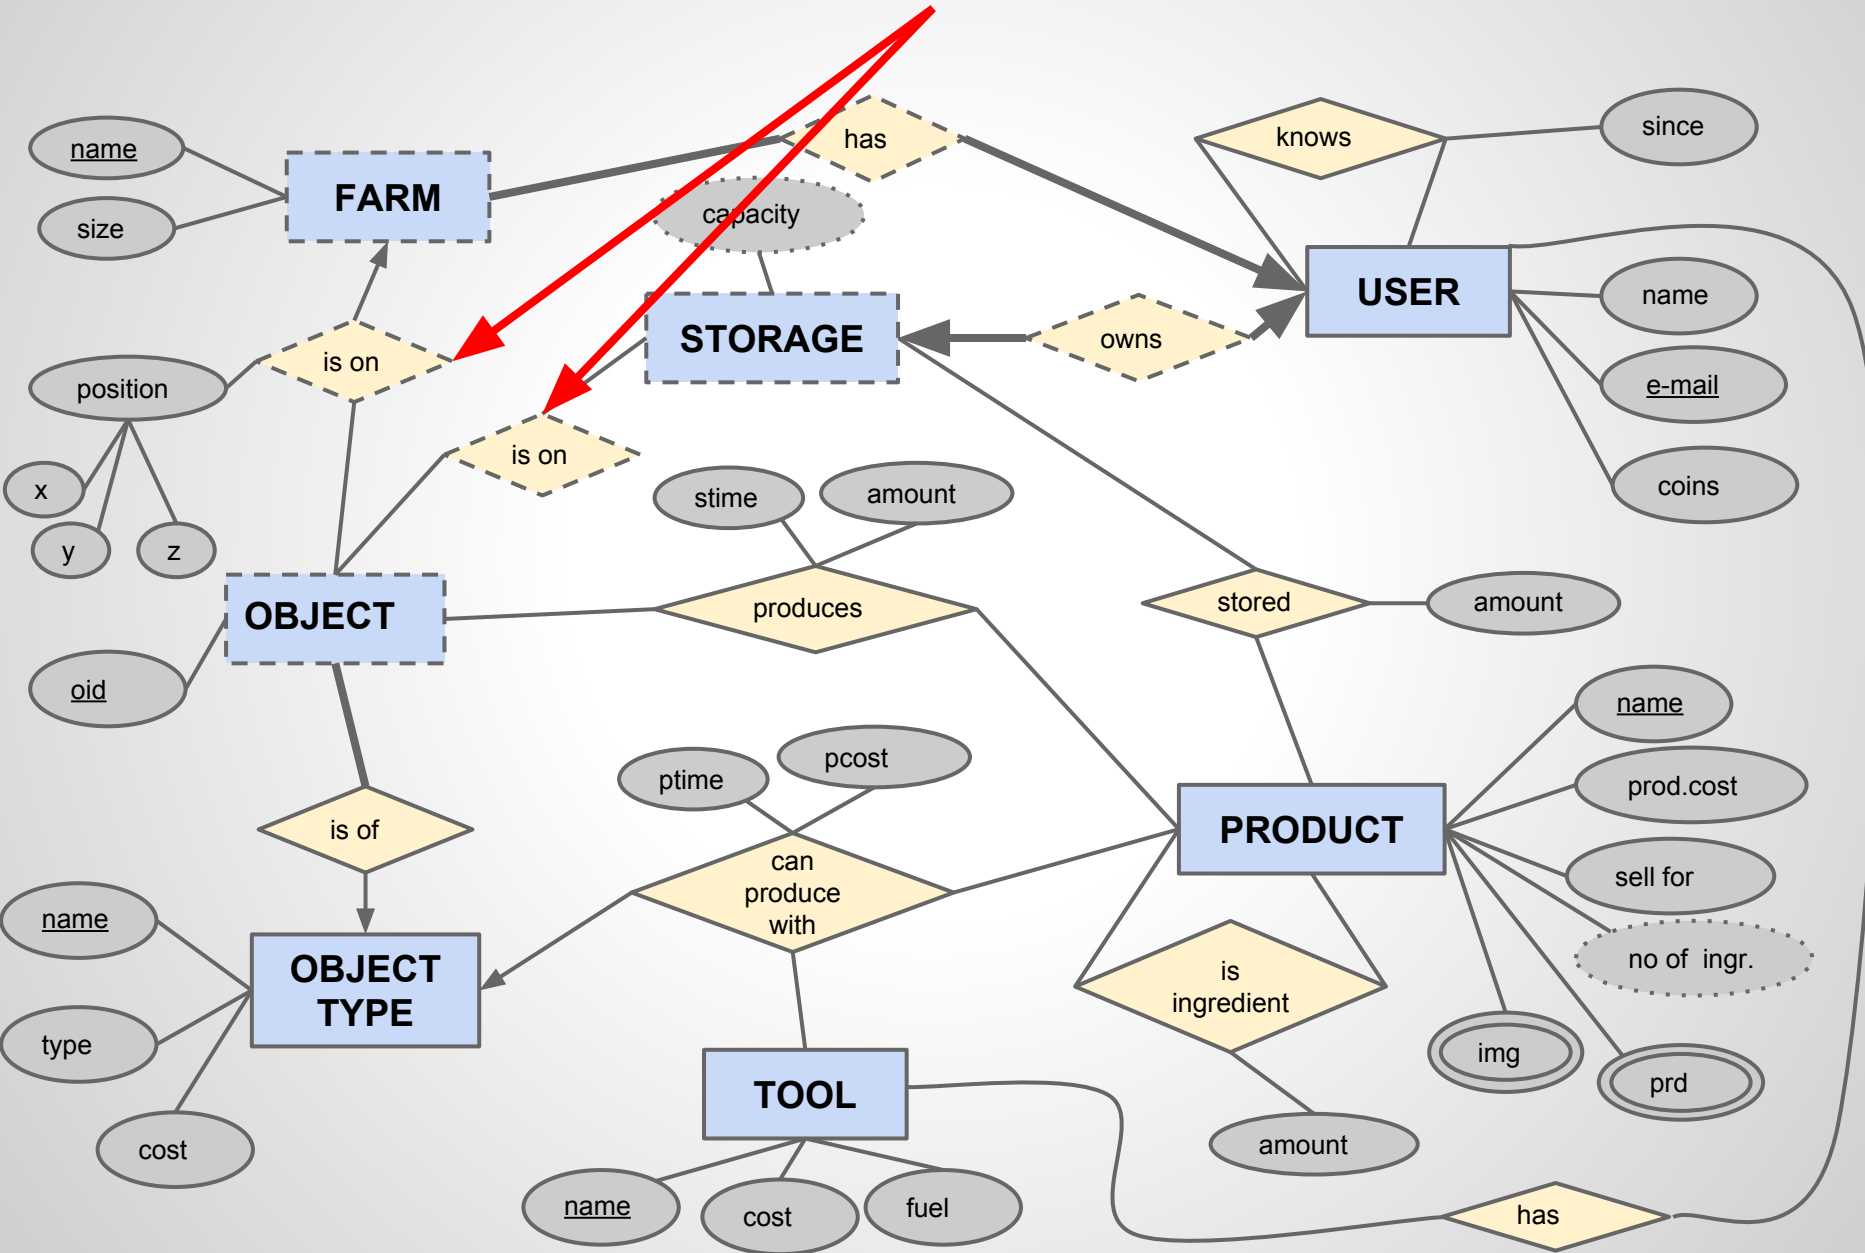 has
since
knows
name
FARM
capacity
size
USER
name
STORAGE
owns
is on
position
e-mail
is on
x
stime
amount
coins
y
z
OBJECT
produces
stored
amount
oid
name
pcost
ptime
prod.cost
is of
PRODUCT
can
produce
with
sell for
name
OBJECT
TYPE
is
ingredient
no of ingr.
type
img
prd
TOOL
cost
amount
name
cost
fuel
has